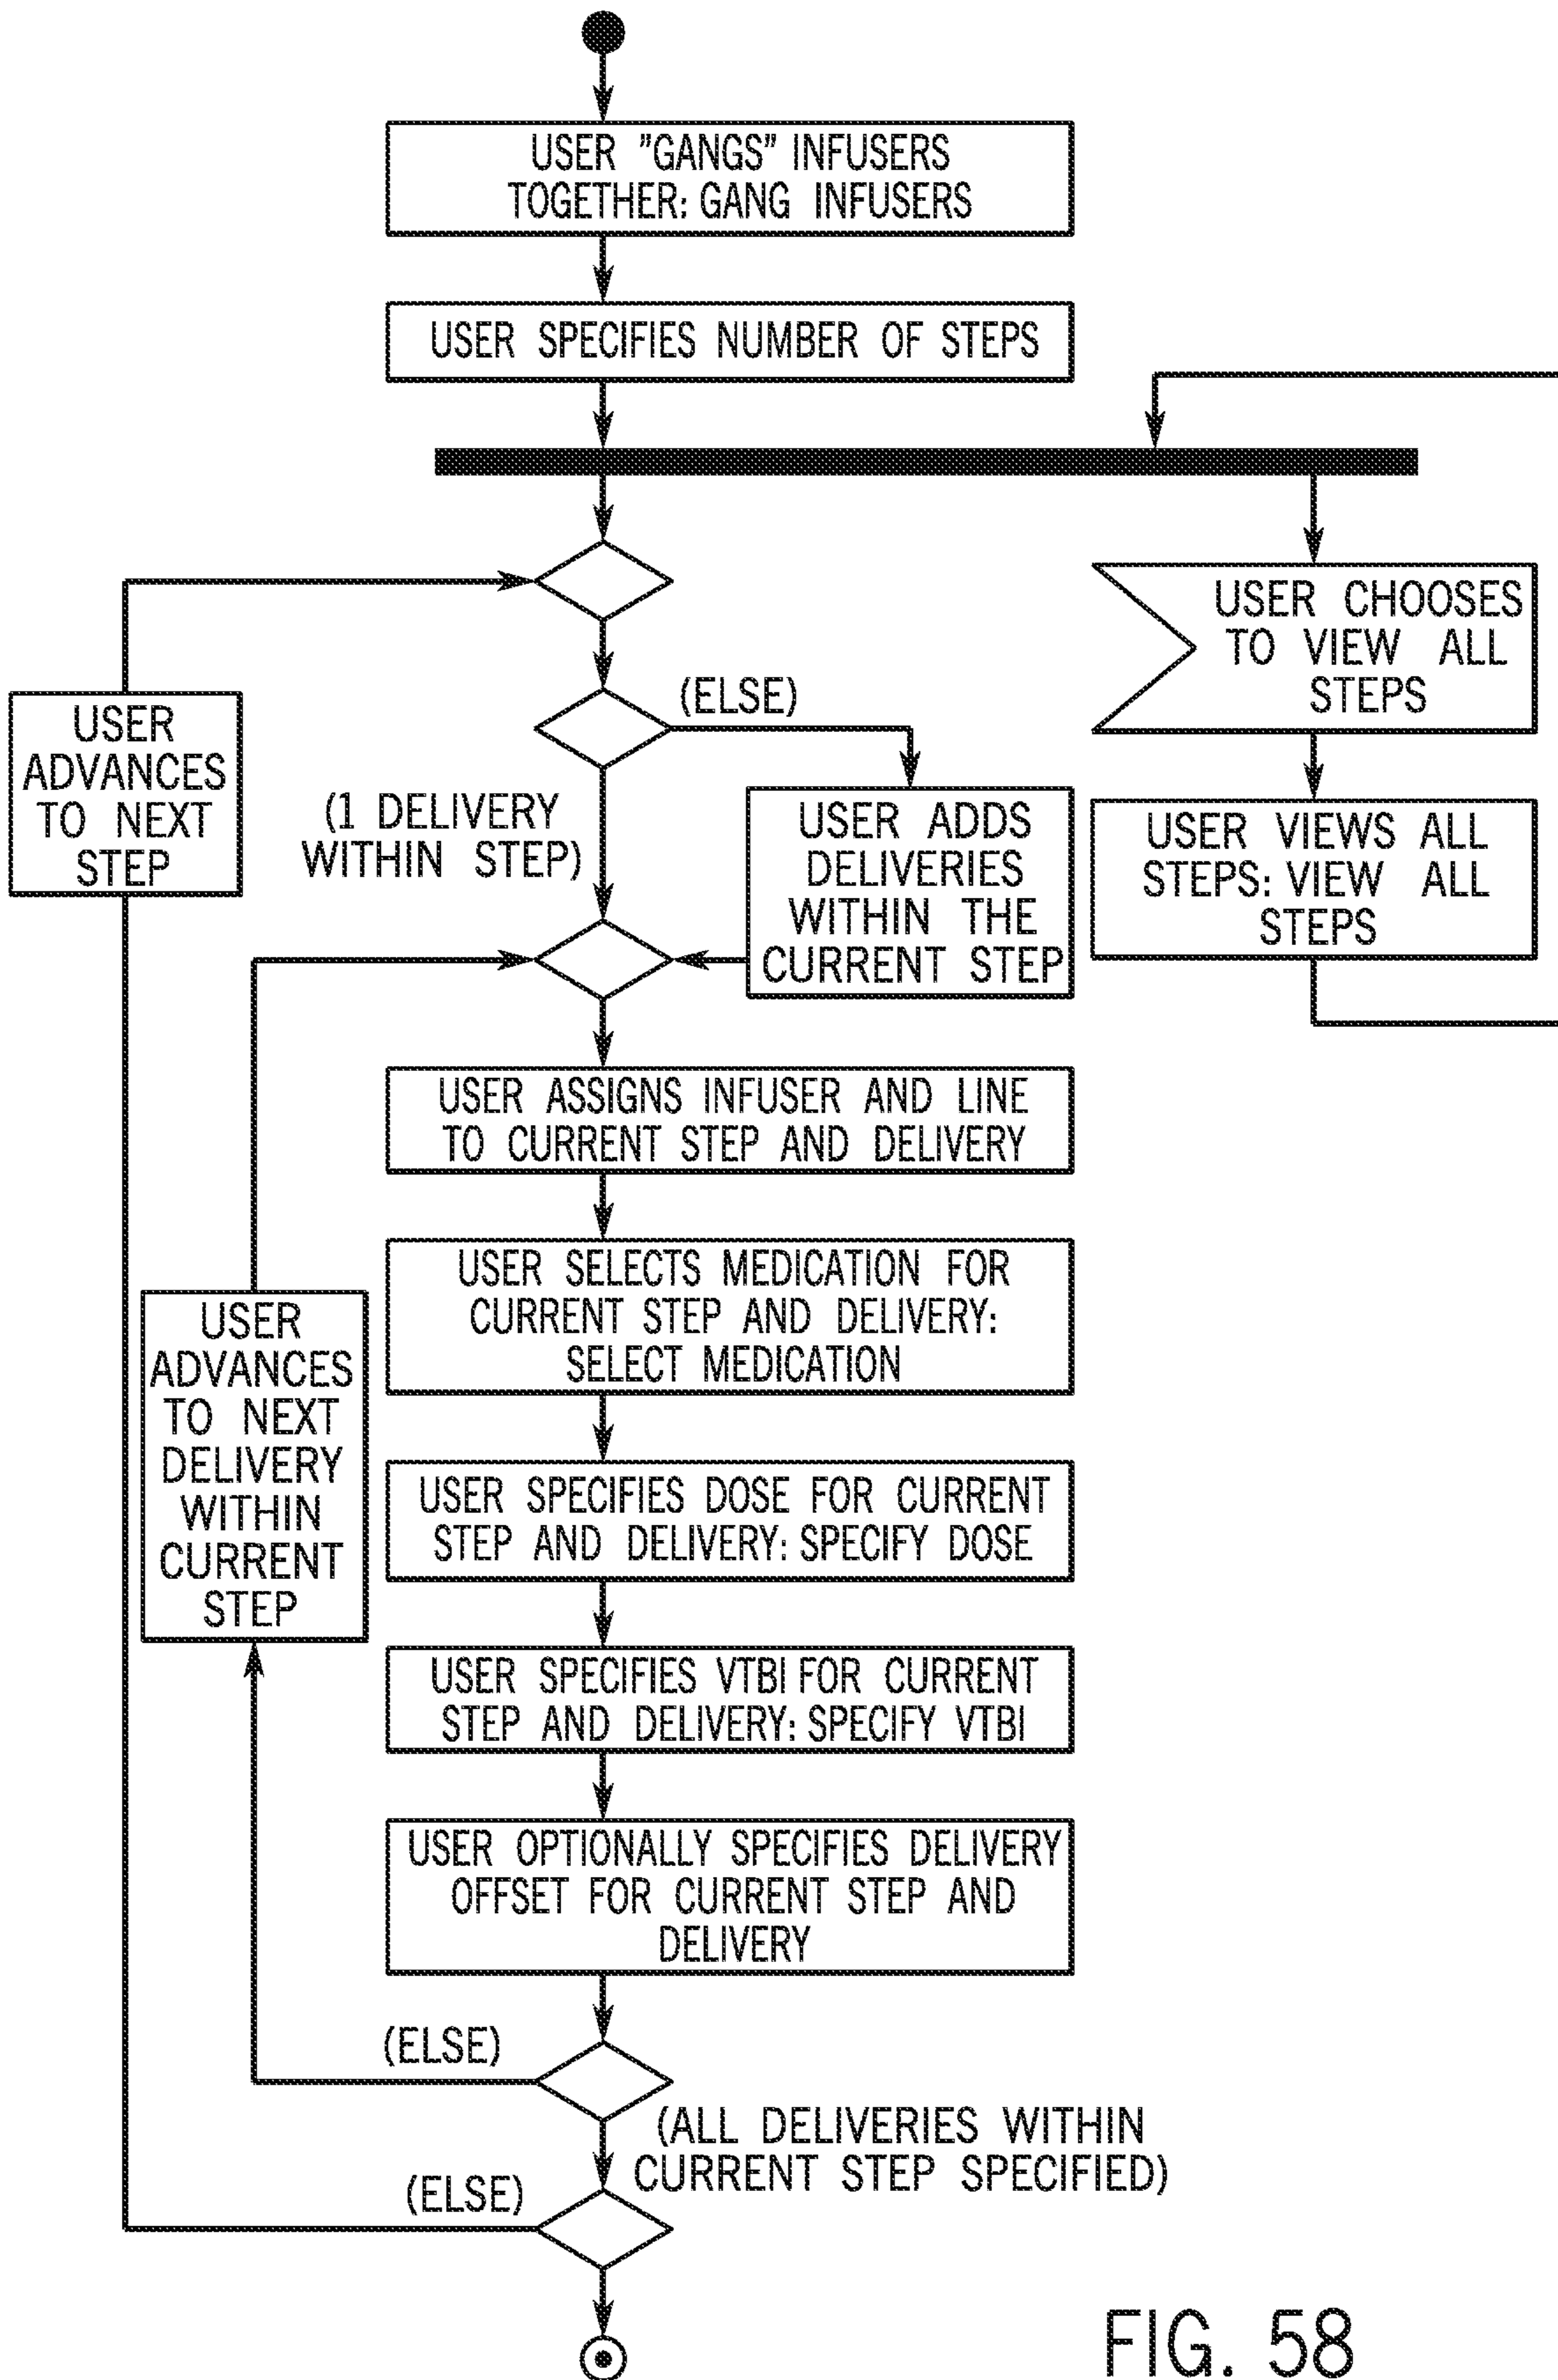 USER "GANGS" INFUSERS
TOGETHER: GANG INFUSERS
USER SPECIFIES NUMBER OF STEPS
USER CHOOSES
TO VIEW ALL
STEPS
USER VIEWS ALL
STEPS: VIEW ALL
STEPS
USER
ADVANCES
TO NEXT
STEP
(ELSE)
(1 DELIVERY
WITHIN STEP)
USER ADDS
DELIVERIES
WITHIN THE
CURRENT STEP
USER ASSIGNS INFUSER AND LINE
TO CURRENT STEP AND DELIVERY
USER SELECTS MEDICATION FOR
CURRENT STEP AND DELIVERY:
SELECT MEDICATION
USER
ADVANCES
TO NEXT
DELIVERY
WITHIN
CURRENT
STEP
USER SPECIFIES DOSE FOR CURRENT
STEP AND DELIVERY: SPECIFY DOSE
USER SPECIFIES VTBI FOR CURRENT
STEP AND DELIVERY: SPECIFY VTBI
USER OPTIONALLY SPECIFIES DELIVERY
OFFSET FOR CURRENT STEP AND
DELIVERY
(ELSE)
(ALL DELIVERIES WITHIN
CURRENT STEP SPECIFIED)
(ELSE)
FIG. 58